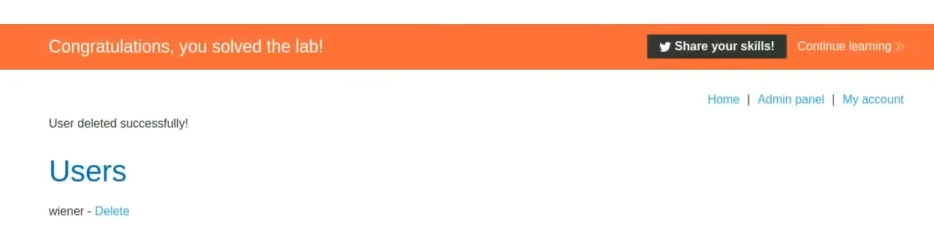 Congratulations, you solved the lab!
Share your skills!
Continue learning
Home | Admin panel | My account
User deleted successfully!
Users
wiener - Delete